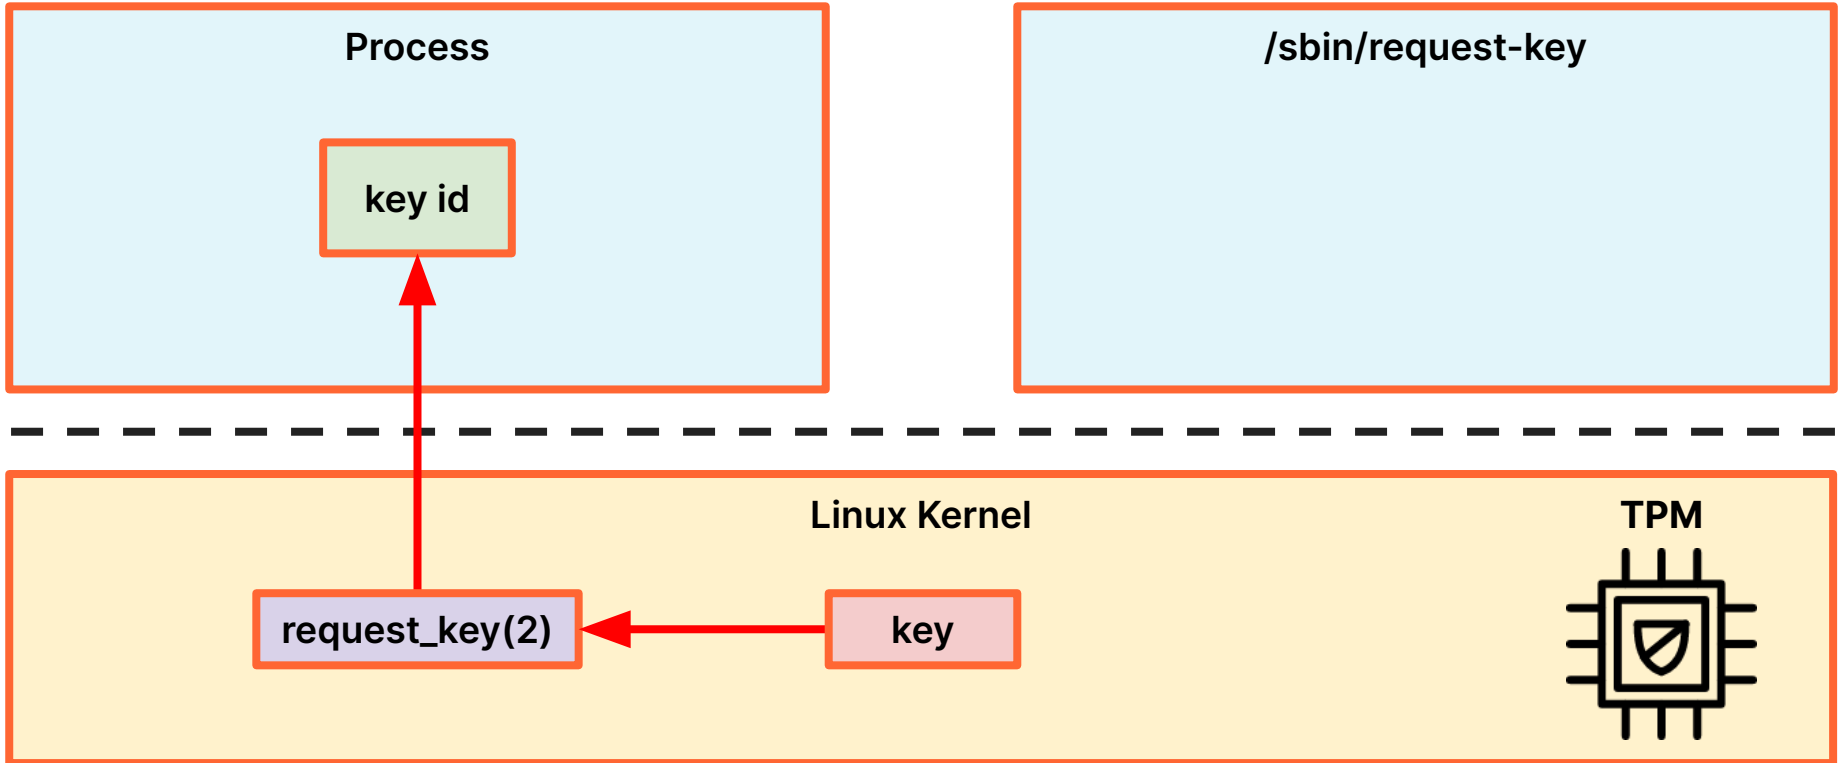 Process
/sbin/request-key
key id
Linux Kernel
TPM
request_key(2)
key